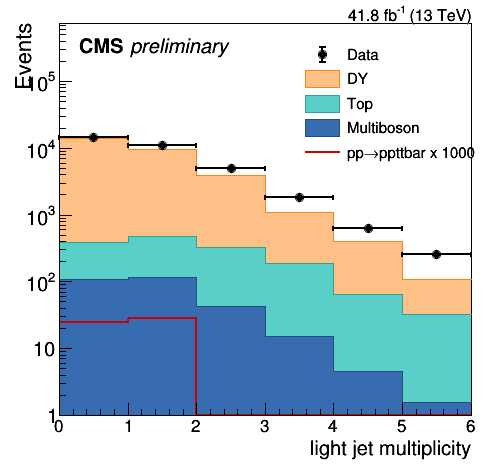 41.8 fb⁻¹ (13 TeV)
Events
CMS preliminary
Data
DY
Top
Multiboson
pp→ppttbar x 1000
10⁵
10⁴
10³
10²
10
1
0 1 2 3 4 5 6
light jet multiplicity